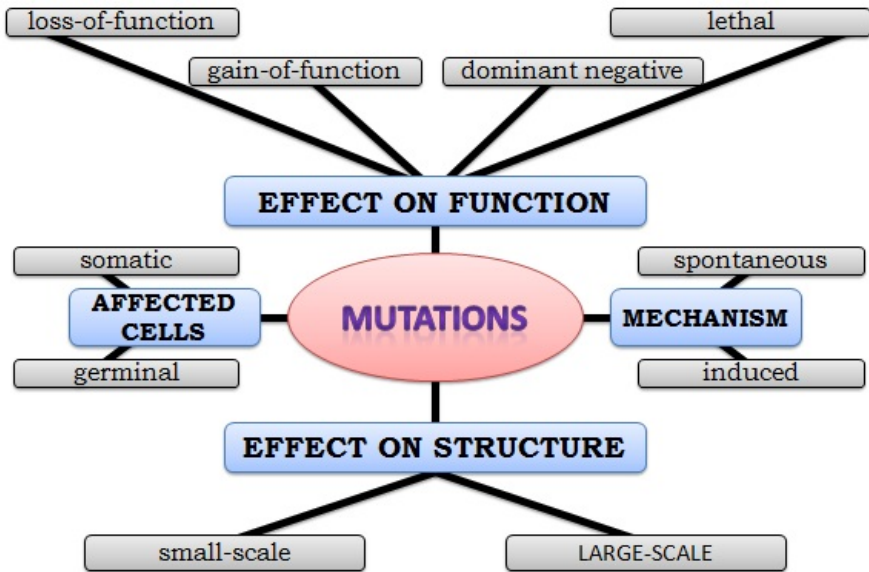 loss-of-function
lethal
gain-of-function
dominant negative
EFFECT ON FUNCTION
somatic
spontaneous
AFFECTED
CELLS
MUTATIONS
MECHANISM
germinal
induced
EFFECT ON STRUCTURE
small-scale
LARGE-SCALE